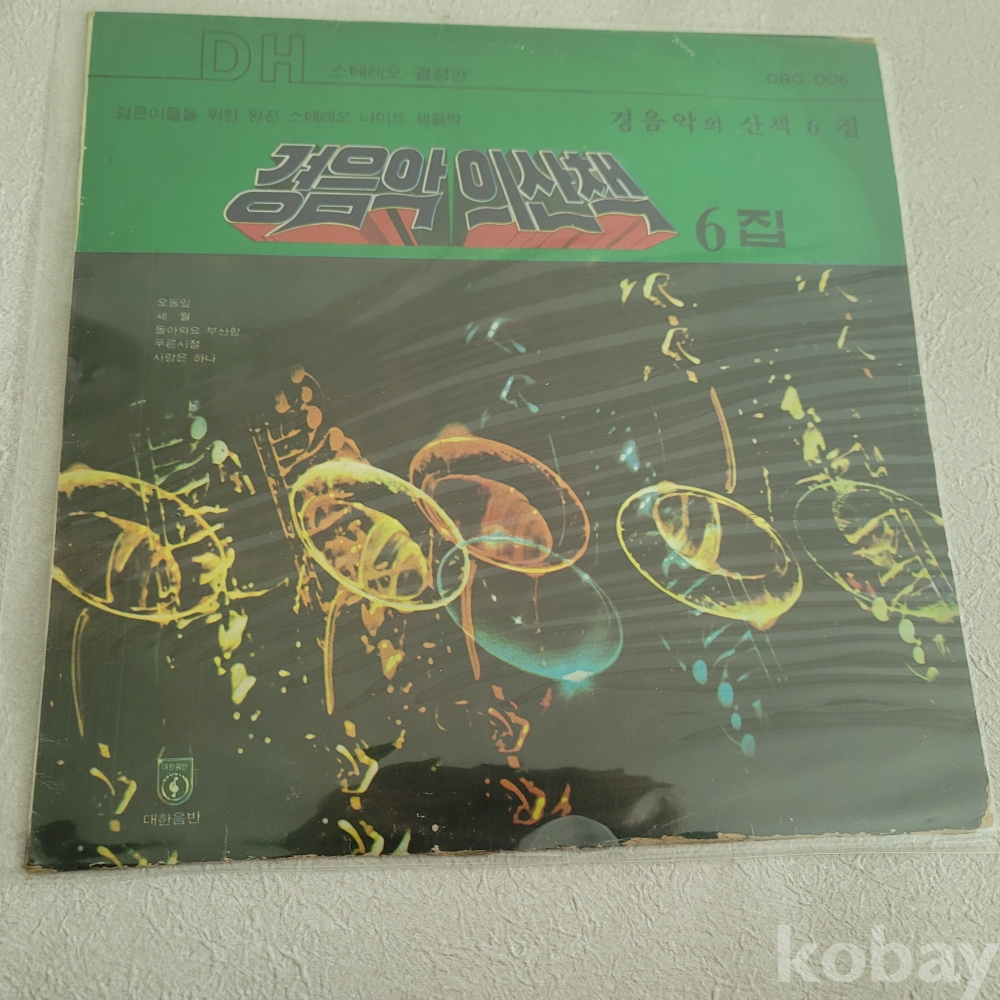 DH 스테레오 결정판
ORG-006
젊은이들을 위한 완전 스데레오 나이트 생음악
경음악의 산책 6 집
경음악의산책 6집
오동잎
세 월
돌아와요 부산항
푸른시절
사랑은 하나
대한음반
대한음반
kobay